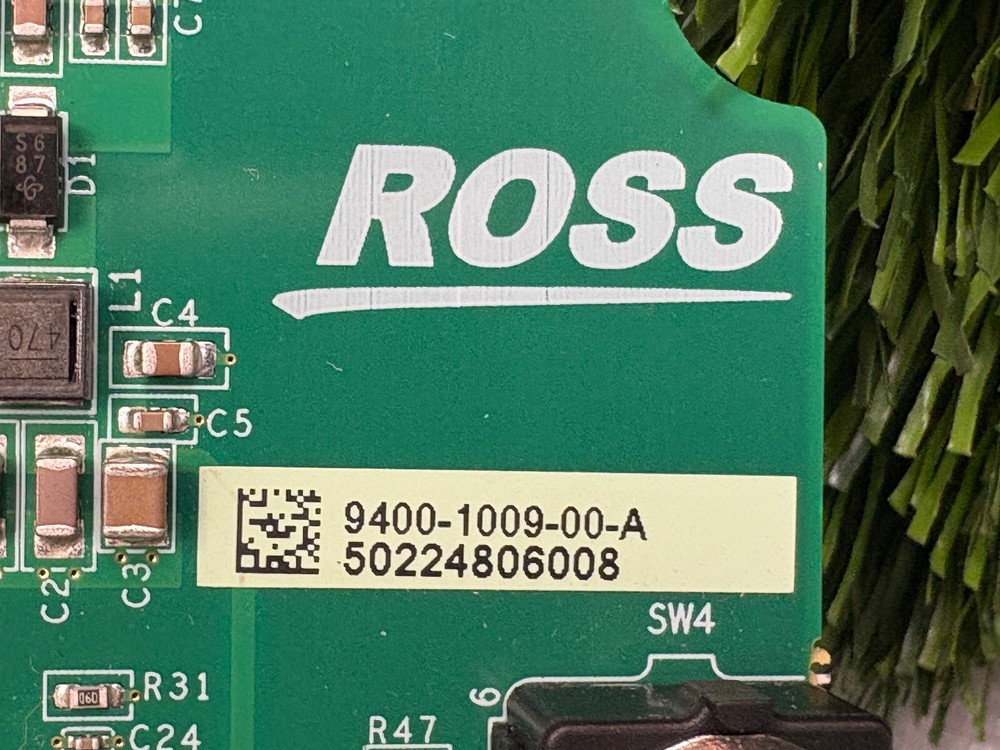 S6
87
D1
ROSS
L1
470
C4
C5
9400-1009-00-A
50224806008
C2
C3
SW4
6
R31
R47
C24